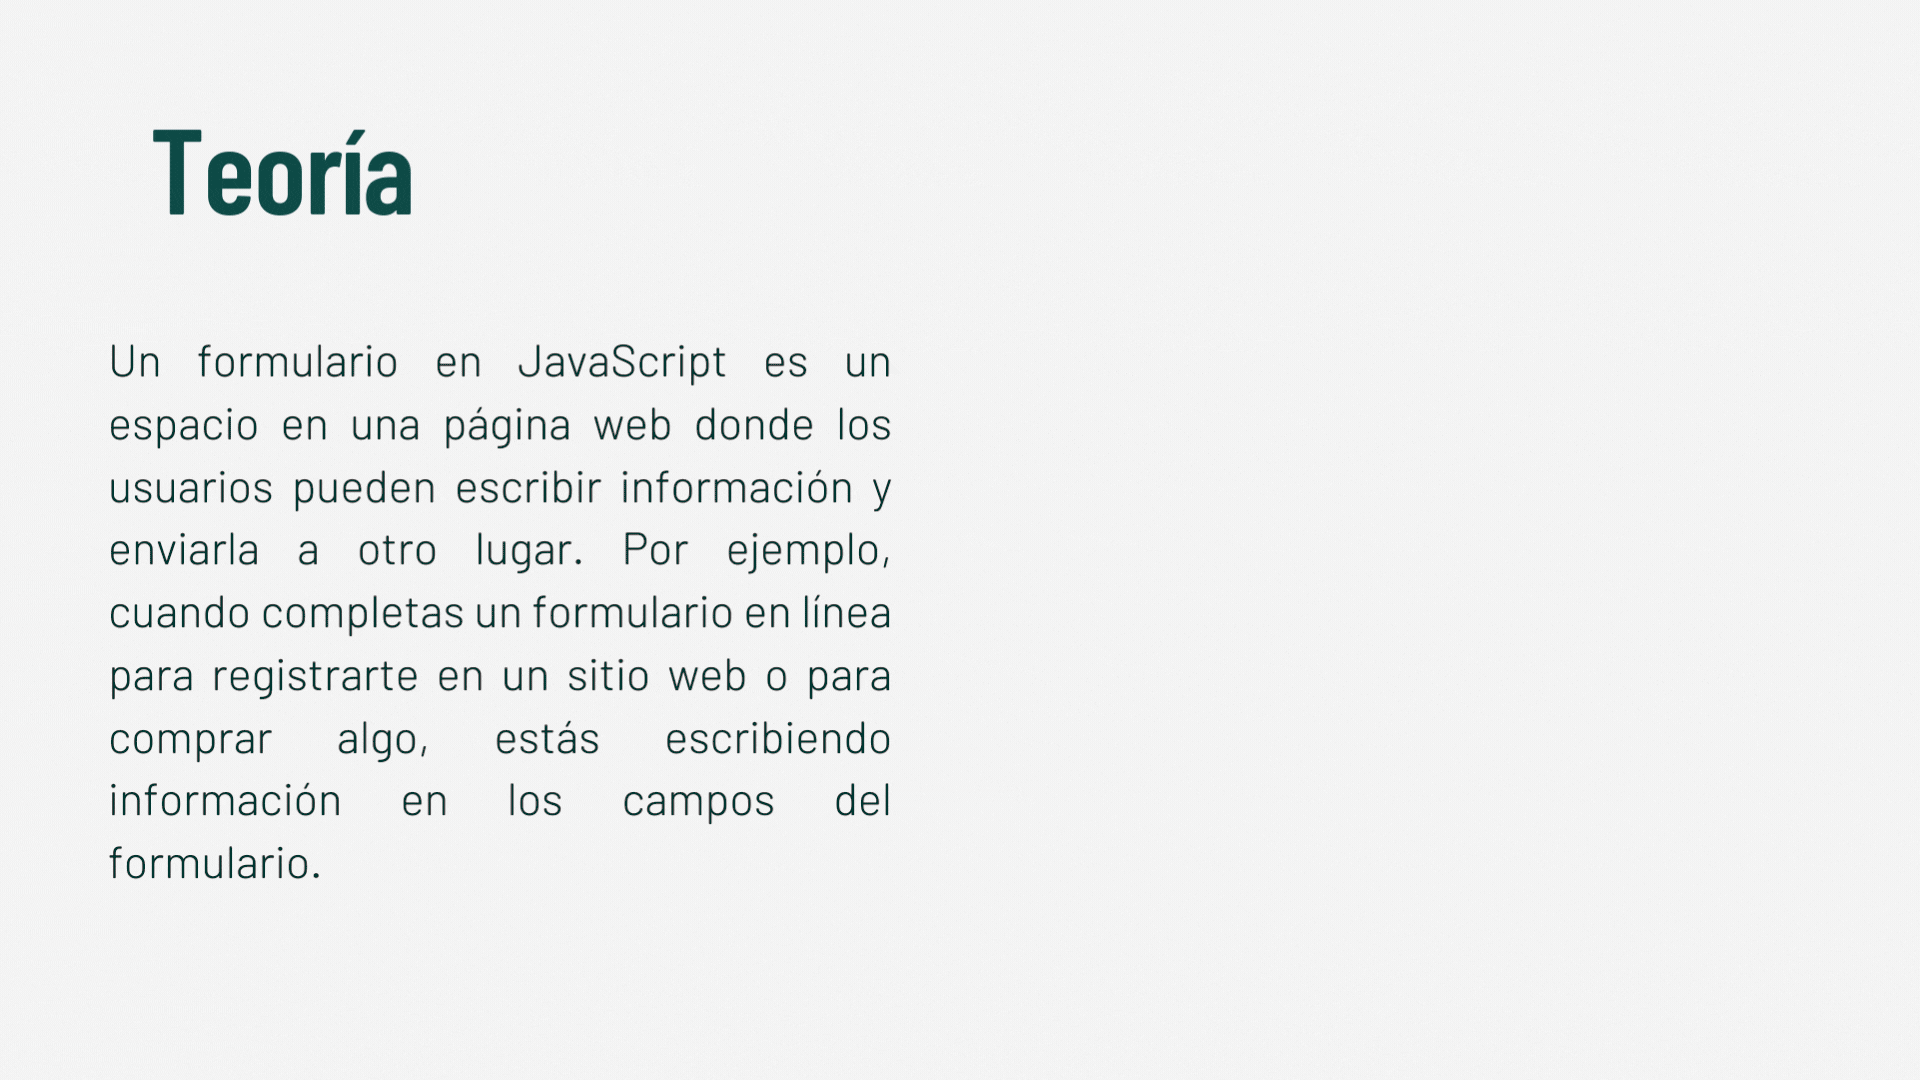 Teoría
Un formulario en JavaScript es un
espacio en una página web donde los
usuarios pueden escribir información y
enviarla a otro lugar. Por ejemplo,
cuando completas un formulario en línea
para registrarte en un sitio web o para
comprar algo, estás escribiendo
información en los campos del
formulario.